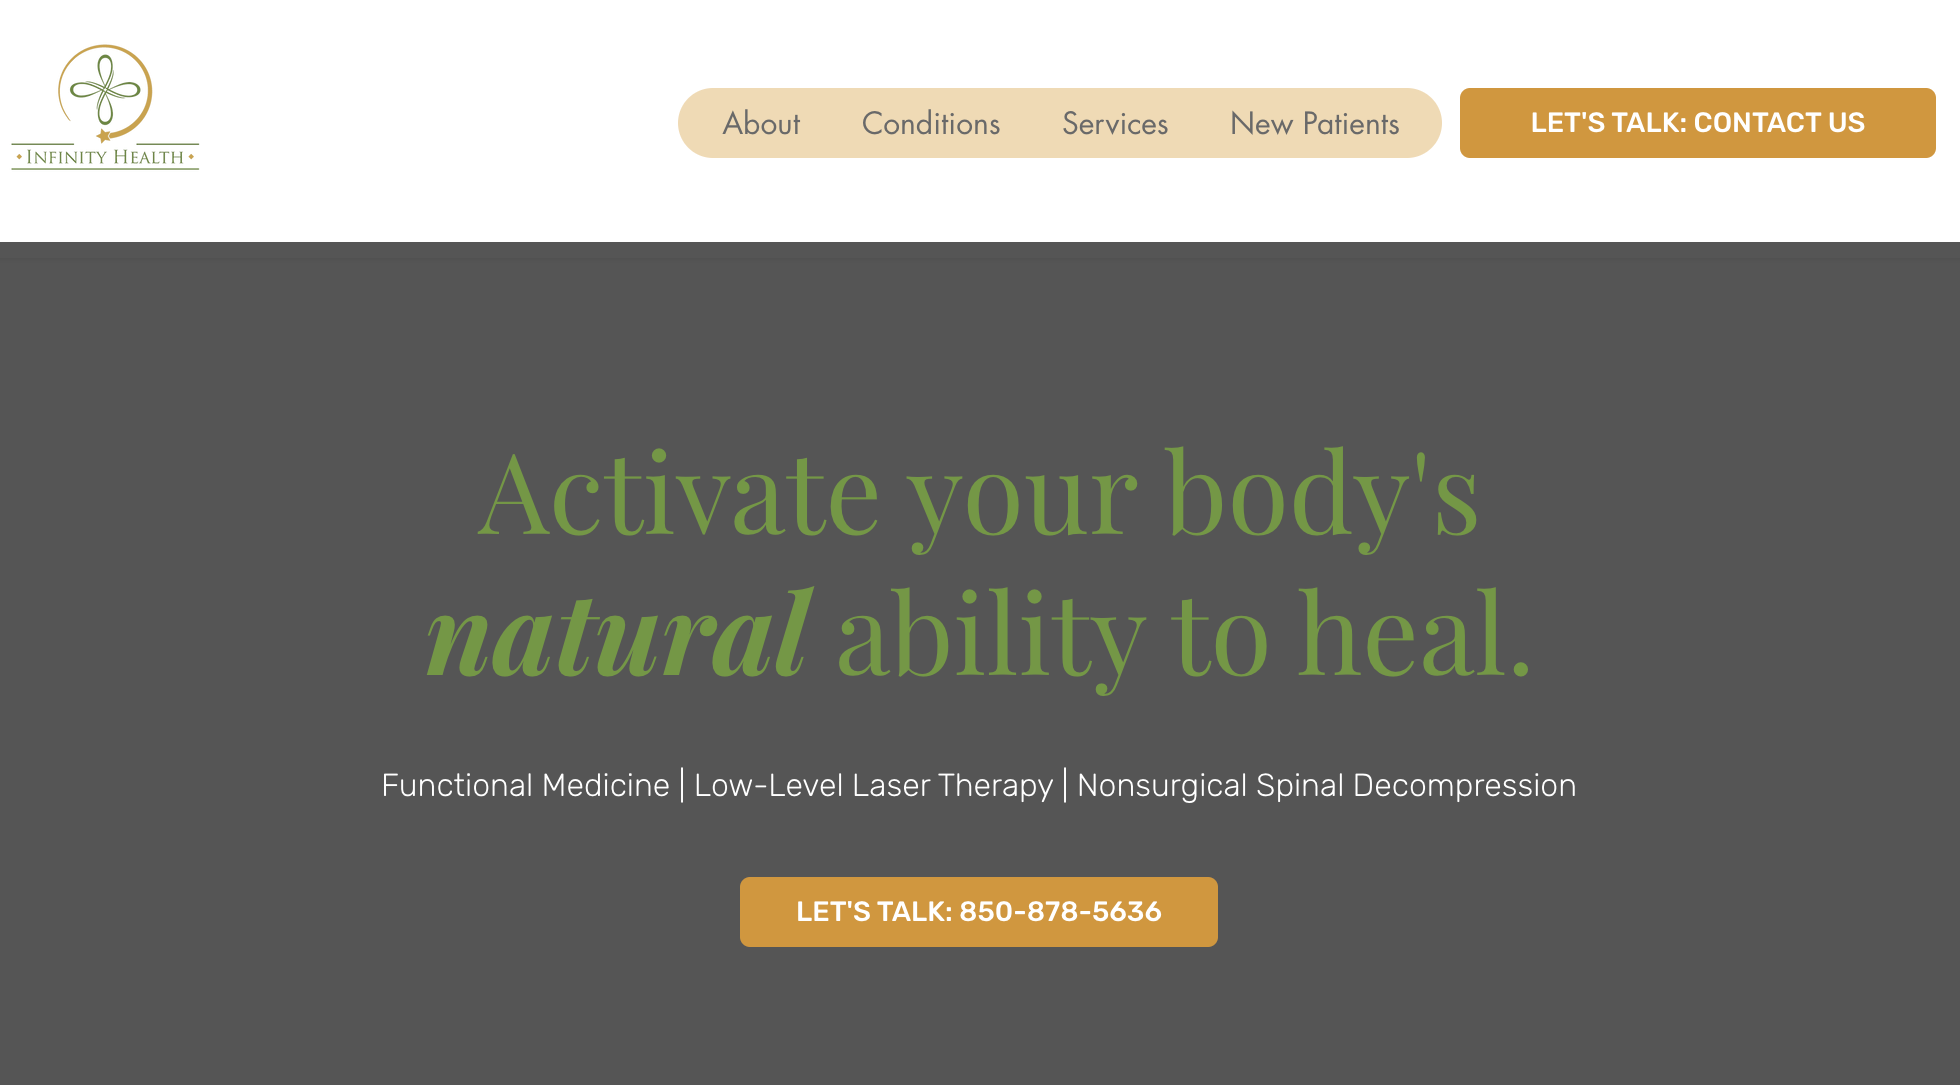 INFINITY HEALTH
About Conditions Services New Patients
LET'S TALK: CONTACT US
Activate your body's
natural ability to heal.
Functional Medicine | Low-Level Laser Therapy | Nonsurgical Spinal Decompression
LET'S TALK: 850-878-5636